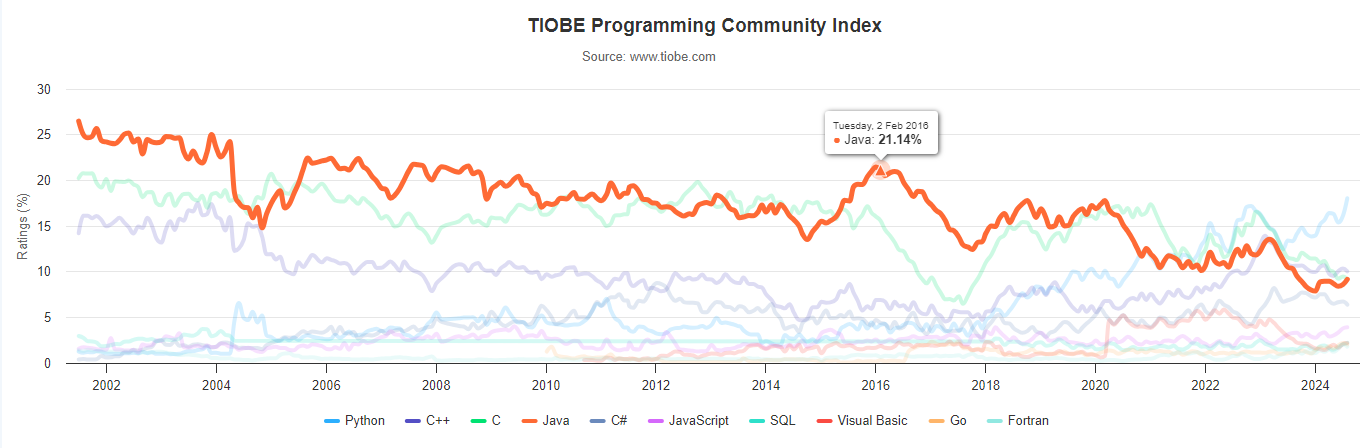 TIOBE Programming Community Index
Source: www.tiobe.com
Ratings (%)
30
25
20
15
10
5
0
Tuesday, 2 Feb 2016
Java: 21.14%
2002 2004 2006 2008 2010 2012 2014 2016 2018 2020 2022 2024
Python C++ C Java C# JavaScript SQL Visual Basic Go Fortran